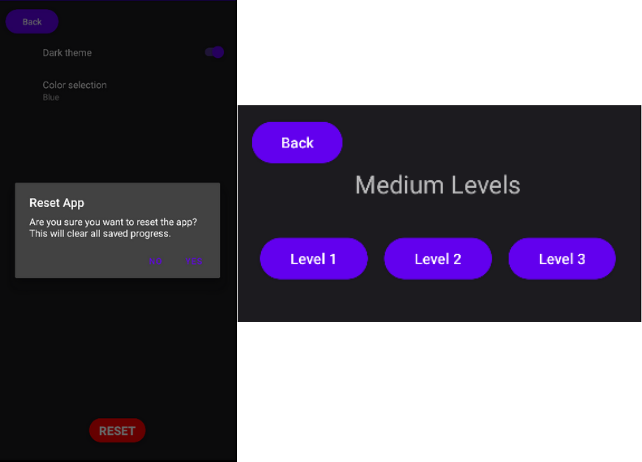 Back
Dark theme
Color selection
Blue
Reset App
Are you sure you want to reset the app?
This will clear all saved progress.
NO YES
RESET
Back
Medium Levels
Level 1 Level 2 Level 3